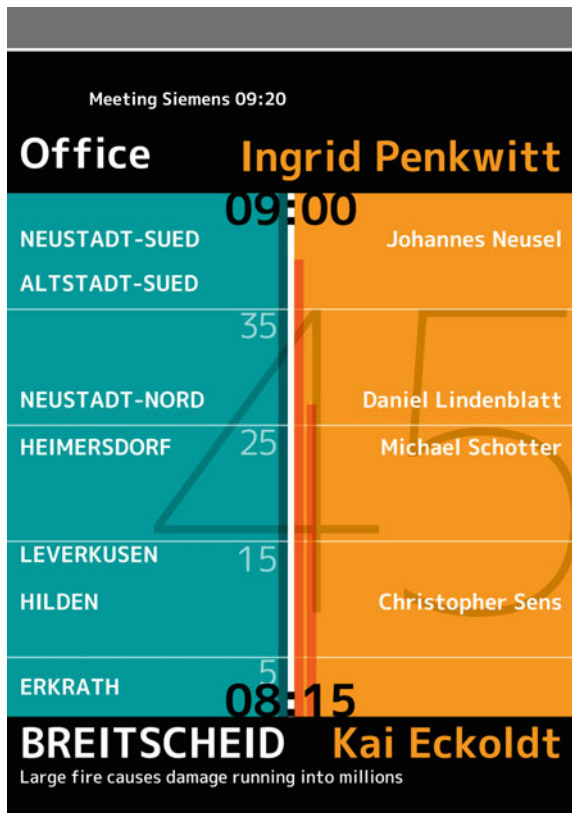 Meeting Siemens 09:20
Office Ingrid Penkwitt
09:00
NEUSTADT-SUED Johannes Neusel
ALTSTADT-SUED
35
45
NEUSTADT-NORD Daniel Lindenblatt
HEIMERSDORF 25 Michael Schotter
LEVERKUSEN 15
HILDEN Christopher Sens
ERKRATH 5
08:15
BREITSCHEID Kai Eckoldt
Large fire causes damage running into millions